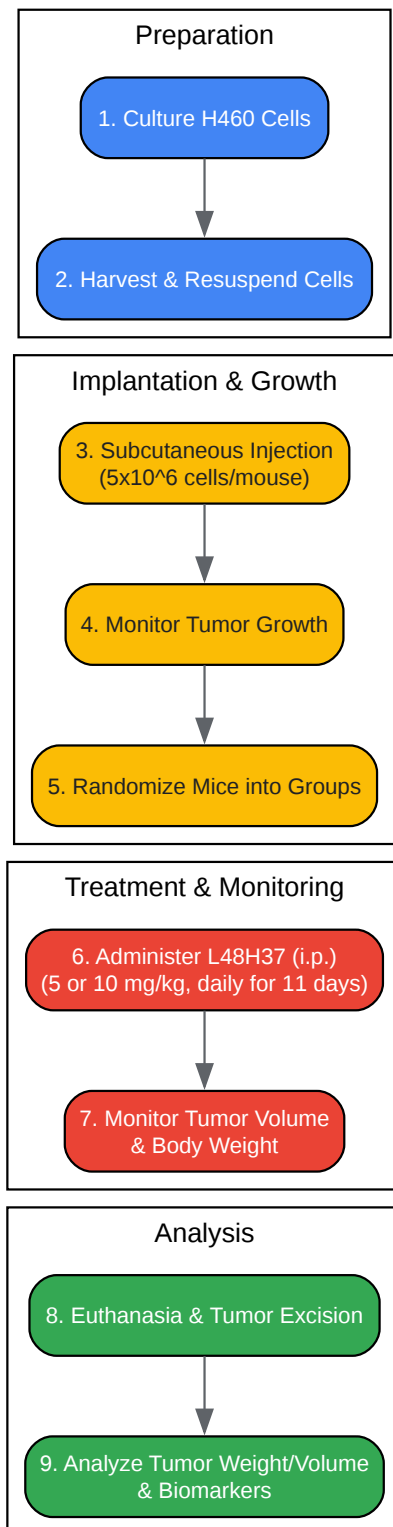 Preparation
1. Culture H460 Cells
2. Harvest & Resuspend Cells
Implantation & Growth
3. Subcutaneous Injection
(5x10^6 cells/mouse)
4. Monitor Tumor Growth
5. Randomize Mice into Groups
Treatment & Monitoring
6. Administer L48H37 (i.p.)
(5 or 10 mg/kg, daily for 11 days)
7. Monitor Tumor Volume
& Body Weight
Analysis
8. Euthanasia & Tumor Excision
9. Analyze Tumor Weight/Volume
& Biomarkers